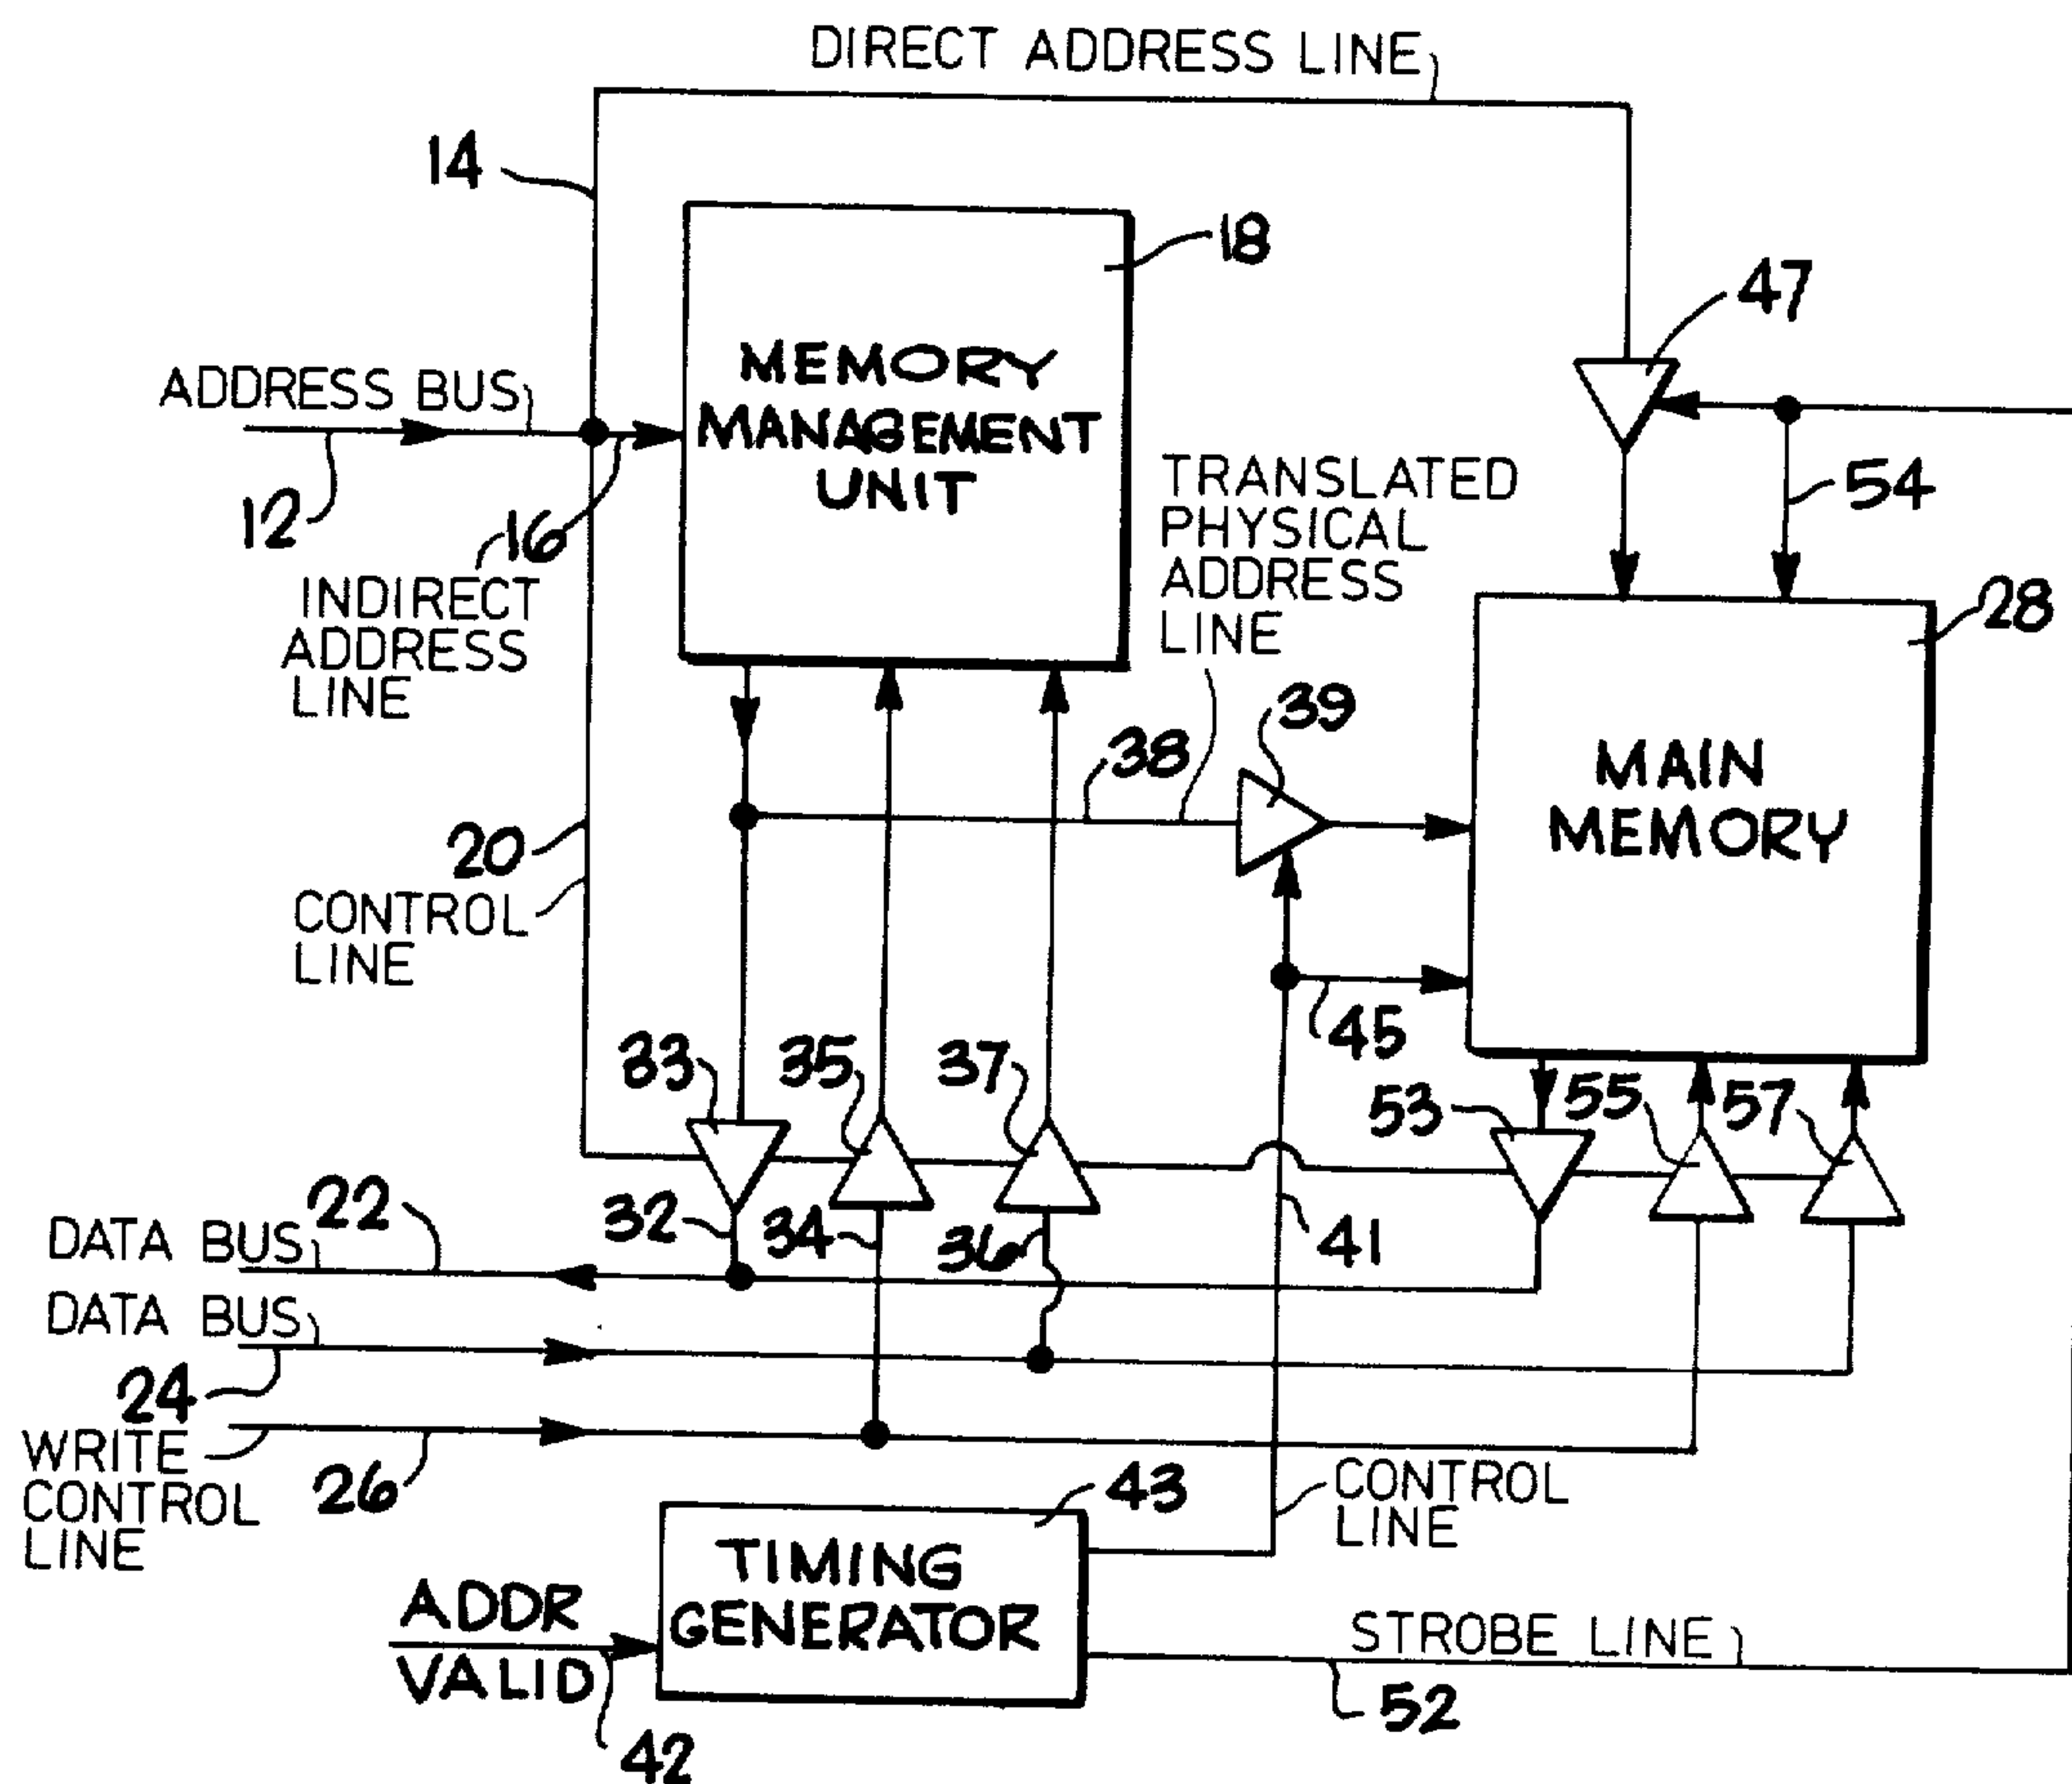 DIRECT ADDRESS LINE
14
18
47
MEMORY
MANAGEMENT
UNIT
ADDRESS BUS
12
16
INDIRECT
ADDRESS
LINE
TRANSLATED
PHYSICAL
ADDRESS
LINE
54
28
39
38
MAIN
MEMORY
20
CONTROL
LINE
45
33
35
37
53
55
57
32
34
36
41
DATA BUS
22
DATA BUS
24
WRITE
CONTROL
LINE
26
43
CONTROL
LINE
TIMING
GENERATOR
ADDR
VALID
42
STROBE LINE
52